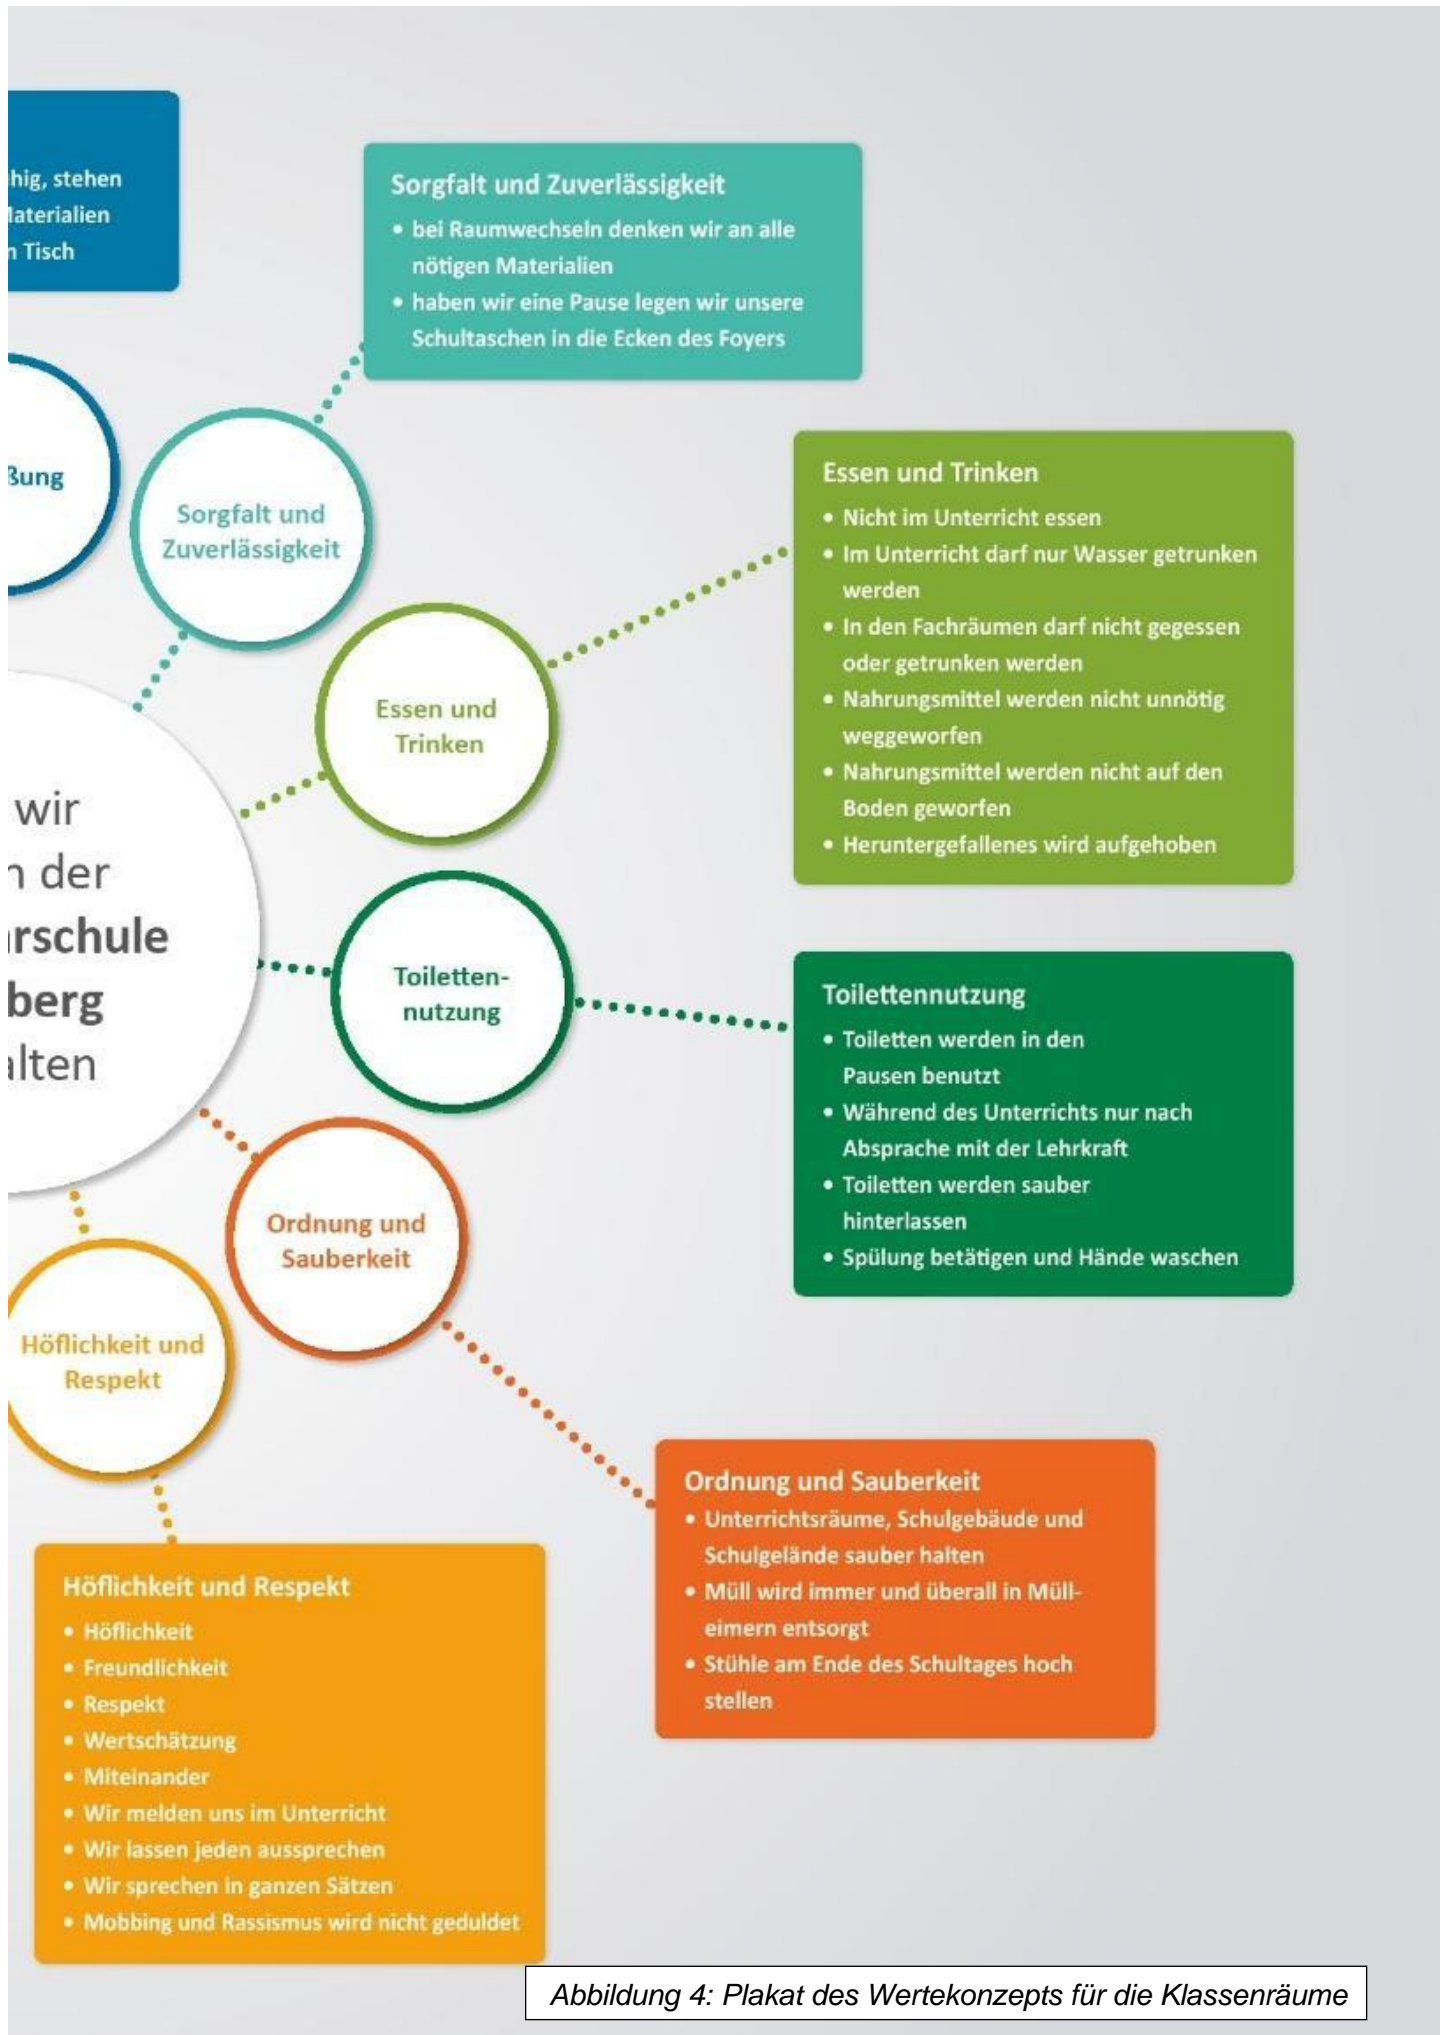 hig, stehen
laterialien
n Tisch
Sorgfalt und Zuverlässigkeit
• bei Raumwechseln denken wir an alle
nötigen Materialien
• haben wir eine Pause legen wir unsere
Schultaschen in die Ecken des Foyers
ßung
Sorgfalt und
Zuverlässigkeit
Essen und Trinken
• Nicht im Unterricht essen
• Im Unterricht darf nur Wasser getrunken
werden
• In den Fachräumen darf nicht gegessen
oder getrunken werden
• Nahrungsmittel werden nicht unnötig
weggeworfen
• Nahrungsmittel werden nicht auf den
Boden geworfen
• Heruntergefallenes wird aufgehoben
Essen und
Trinken
wir
n der
rschule
berg
alten
Toiletten-
nutzung
Toilettennutzung
• Toiletten werden in den
Pausen benutzt
• Während des Unterrichts nur nach
Absprache mit der Lehrkraft
• Toiletten werden sauber
hinterlassen
• Spülung betätigen und Hände waschen
Ordnung und
Sauberkeit
Höflichkeit und
Respekt
Ordnung und Sauberkeit
• Unterrichtsräume, Schulgebäude und
Schulgelände sauber halten
• Müll wird immer und überall in Müll-
eimern entsorgt
• Stühle am Ende des Schultages hoch
stellen
Höflichkeit und Respekt
• Höflichkeit
• Freundlichkeit
• Respekt
• Wertschätzung
• Miteinander
• Wir melden uns im Unterricht
• Wir lassen jeden aussprechen
• Wir sprechen in ganzen Sätzen
• Mobbing und Rassismus wird nicht geduldet
Abbildung 4: Plakat des Wertekonzepts für die Klassenräume